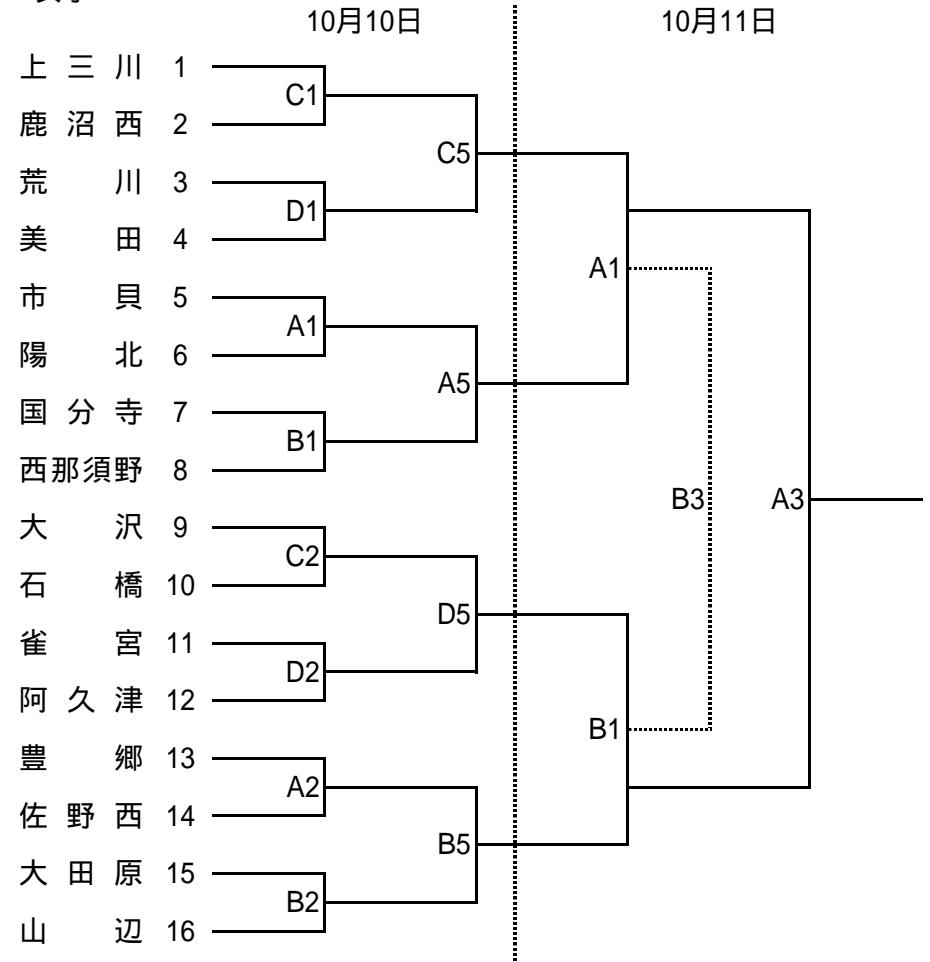 10月10日 10月11日
上三川 1
C1
鹿沼西 2
C5
荒川 3
D1
美田 4
A1
市貝 5
A1
陽北 6
A5
国分寺 7
B1
西那須野 8
B3 A3
大沢 9
C2
石橋 10
D5
雀宮 11
D2
阿久津 12
B1
豊郷 13
A2
佐野西 14
B5
大田原 15
B2
山辺 16